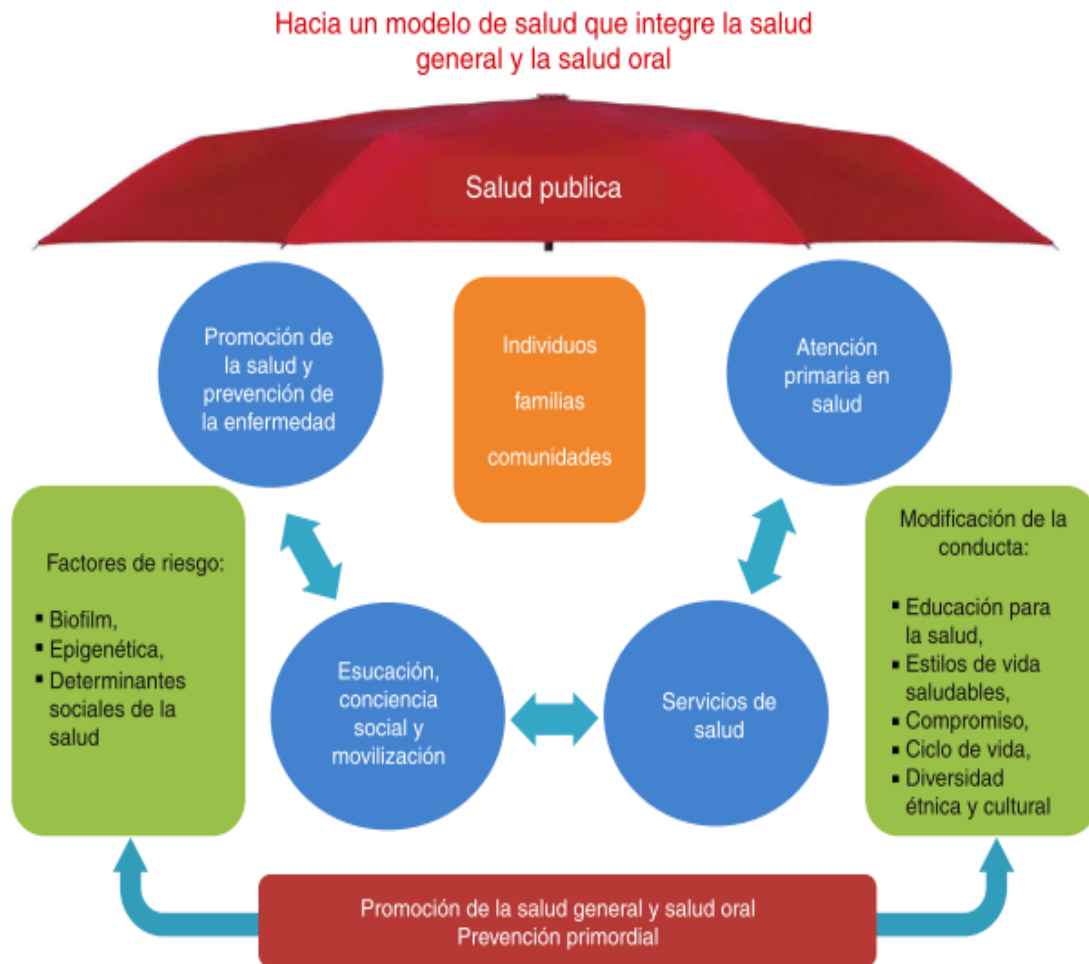 Hacia un modelo de salud que integre la salud
general y la salud oral
Salud publica
Promoción de
la salud y
prevención de
la enfermedad
Individuos
familias
comunidades
Atención
primaria en
salud
Factores de riesgo:
▪ Biofilm,
▪ Epigenética,
▪ Determinantes
sociales de la
salud
Esucación,
conciencia
social y
movilización
Servicios de
salud
Modificación de la
conducta:
▪ Educación para
la salud,
▪ Estilos de vida
saludables,
▪ Compromiso,
▪ Ciclo de vida,
▪ Diversidad
étnica y cultural
Promoción de la salud general y salud oral
Prevención primordial